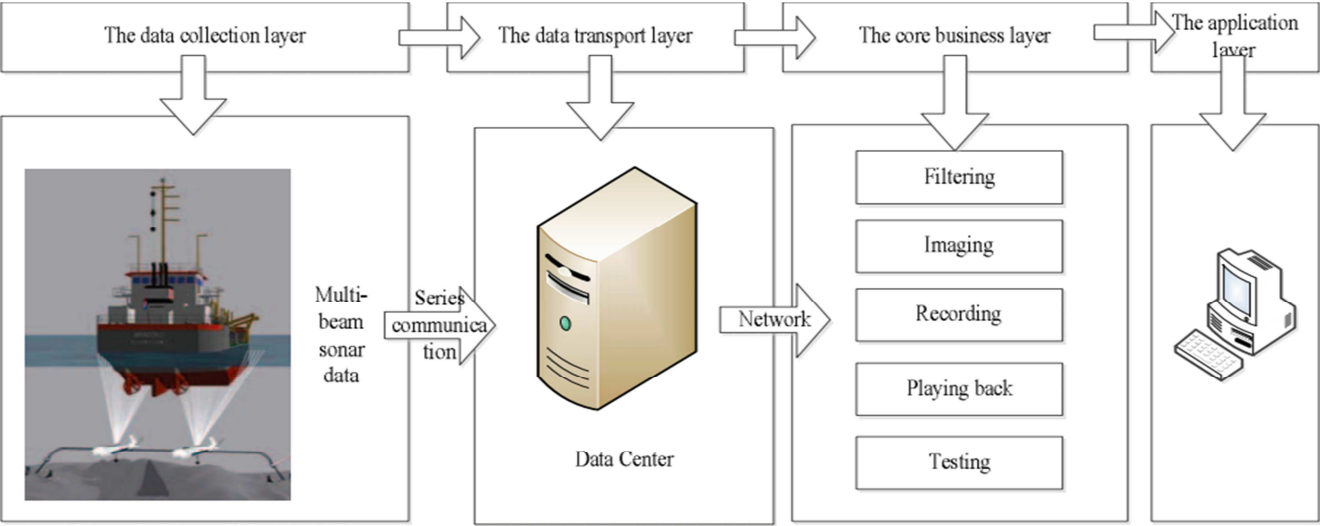 The data collection layer
The data transport layer
The core business layer
The application
layer
Multi-
beam
sonar
data
Series
communica
tion
Data Center
Network
Filtering
Imaging
Recording
Playing back
Testing